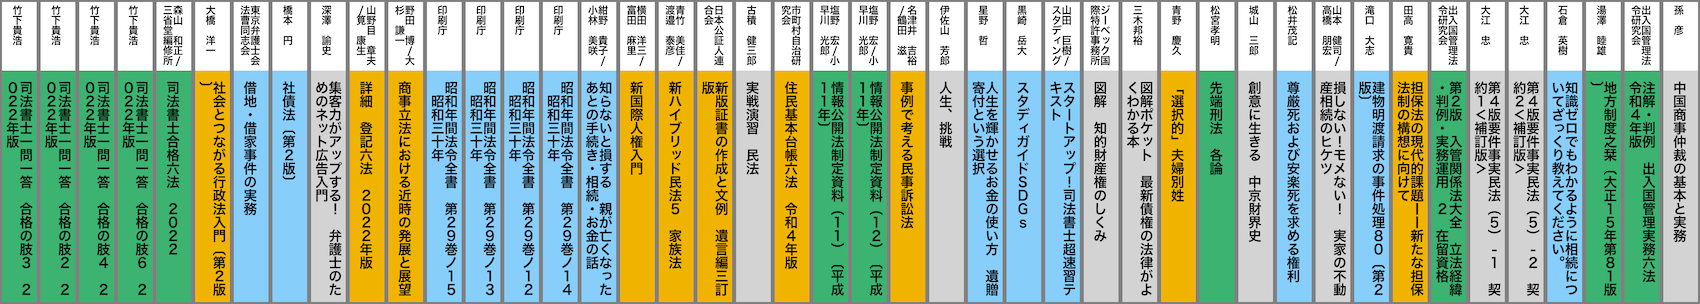 孫　彦
中国商事仲裁の基本と実務
出入国管理法
令研究会
注解・判例　出入国管理実務六法
令和４年版
湯澤　睦雄
地方制度之栞〔大正１５年第８１版
〕
石倉　英樹
知識ゼロでもわかるように相続につ
いてざっくり教えてください。
大江　忠
第４版要件事実民法（５）-２　契
約２＜補訂版＞
大江　忠
第４版要件事実民法（５）-１　契
約１＜補訂版＞
出入国管理法
令研究会
第２版　入管関係法大全　立法経緯
・判例・実務運用　２　在留資格
田高　寛貴
担保法の現代的課題ーー新たな担保
法制の構想に向けて
滝口　大志
建物明渡請求の事件処理８０〔第２
版〕
山本　健司／
高橋　朋宏
損しない！モメない！　実家の不動
産相続のヒケツ
松井茂記
尊厳死および安楽死を求める権利
城山　三郎
創意に生きる　中京財界史
松宮孝明
先端刑法　各論
青野　慶久
「選択的」夫婦別姓
三木邦裕
図解ポケット　最新債権の法律がよ
くわかる本
ジーベック国
際特許事務所
図解　知的財産権のしくみ
山田　巨樹／
スタディング
スタートアップ！司法書士超速習テ
キスト
黒崎　岳大
スタディガイドＳＤＧｓ
星野　哲
人生を輝かせるお金の使い方　遺贈
寄付という選択
伊佐山　芳郎
人生、挑戦
名津井　吉裕
／鶴田　滋
事例で考える民事訴訟法
塩野　宏／小
早川　光郎
情報公開法制定資料（１２）〔平成
１１年〕
塩野　宏／小
早川　光郎
情報公開法制定資料（１１）〔平成
１１年〕
市町村自治研
究会
住民基本台帳六法　令和４年版
古積　健三郎
実戦演習　民法
日本公証人連
合会
新版証書の作成と文例　遺言編三訂
版
青竹　美佳／
渡邉　泰彦
新ハイブリッド民法５　家族法
横田　洋三／
富田　麻里
新国際人権入門
紺野　貴子／
小林　美咲
知らないと損する　親が亡くなった
あとの手続き・相続・お金の話
印刷庁
昭和年間法令全書　第２９巻ノ１４
昭和三十年
印刷庁
昭和年間法令全書　第２９巻ノ１２
昭和三十年
印刷庁
昭和年間法令全書　第２９巻ノ１３
昭和三十年
印刷庁
昭和年間法令全書　第２９巻ノ１５
昭和三十年
野田　博／大
杉　謙一
商事立法における近時の発展と展望
山野目　章夫
／筧　康生
詳細　登記六法　２０２２年版
深澤　諭史
集客力がアップする！　弁護士のた
めのネット広告入門
橋本　円
社債法〔第２版〕
東京弁護士会
法曹同志会
借地・借家事件の実務
大橋　洋一
社会とつながる行政法入門〔第２版
〕
森山　和正／
三省堂編修所
司法書士合格六法　２０２２
竹下貴浩
司法書士一問一答　合格の肢６　２
０２２年版
竹下貴浩
司法書士一問一答　合格の肢４　２
０２２年版
竹下貴浩
司法書士一問一答　合格の肢２　２
０２２年版
竹下貴浩
司法書士一問一答　合格の肢３　２
０２２年版